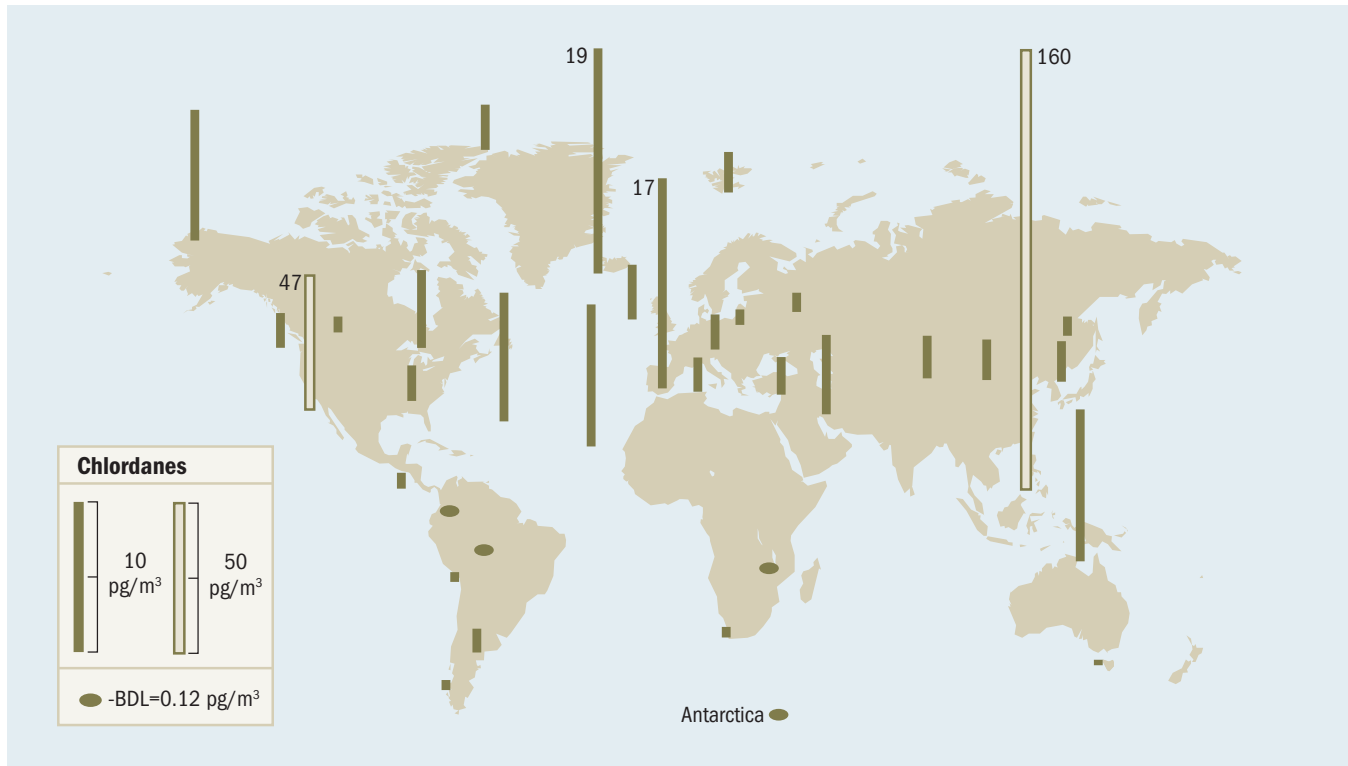 19
160
17
47
Chlordanes
10
pg/m³
50
pg/m³
-BDL=0.12 pg/m³
Antarctica